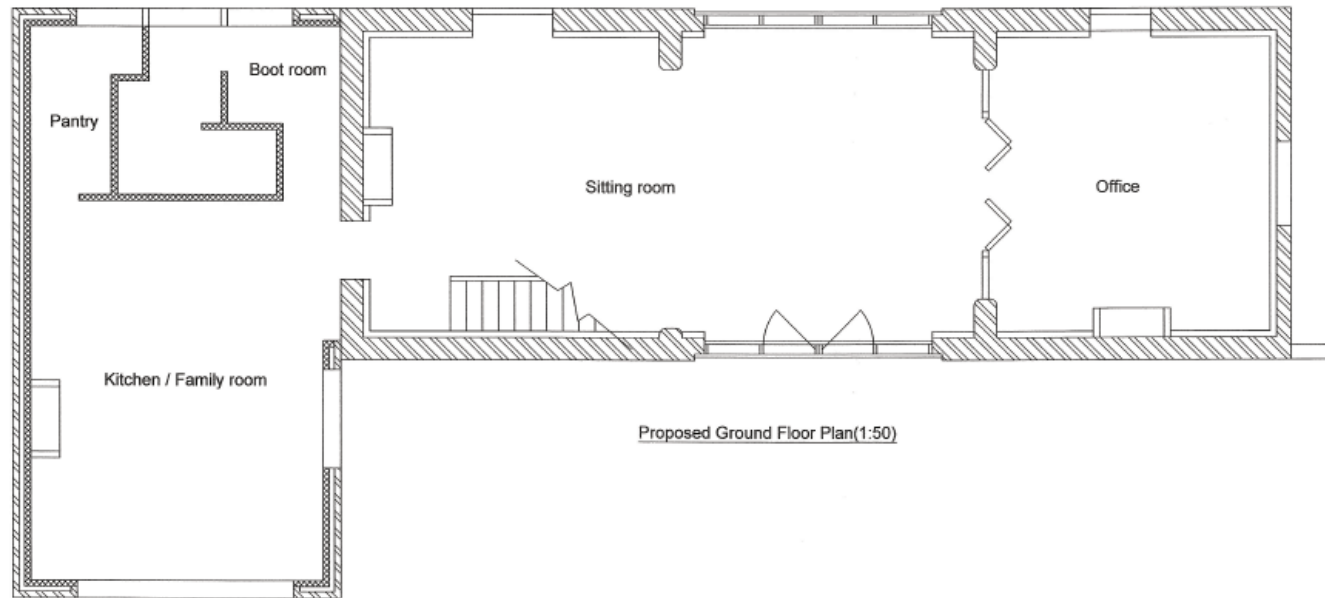 Boot room
Pantry
Sitting room
Office
Kitchen / Family room
Proposed Ground Floor Plan(1:50)